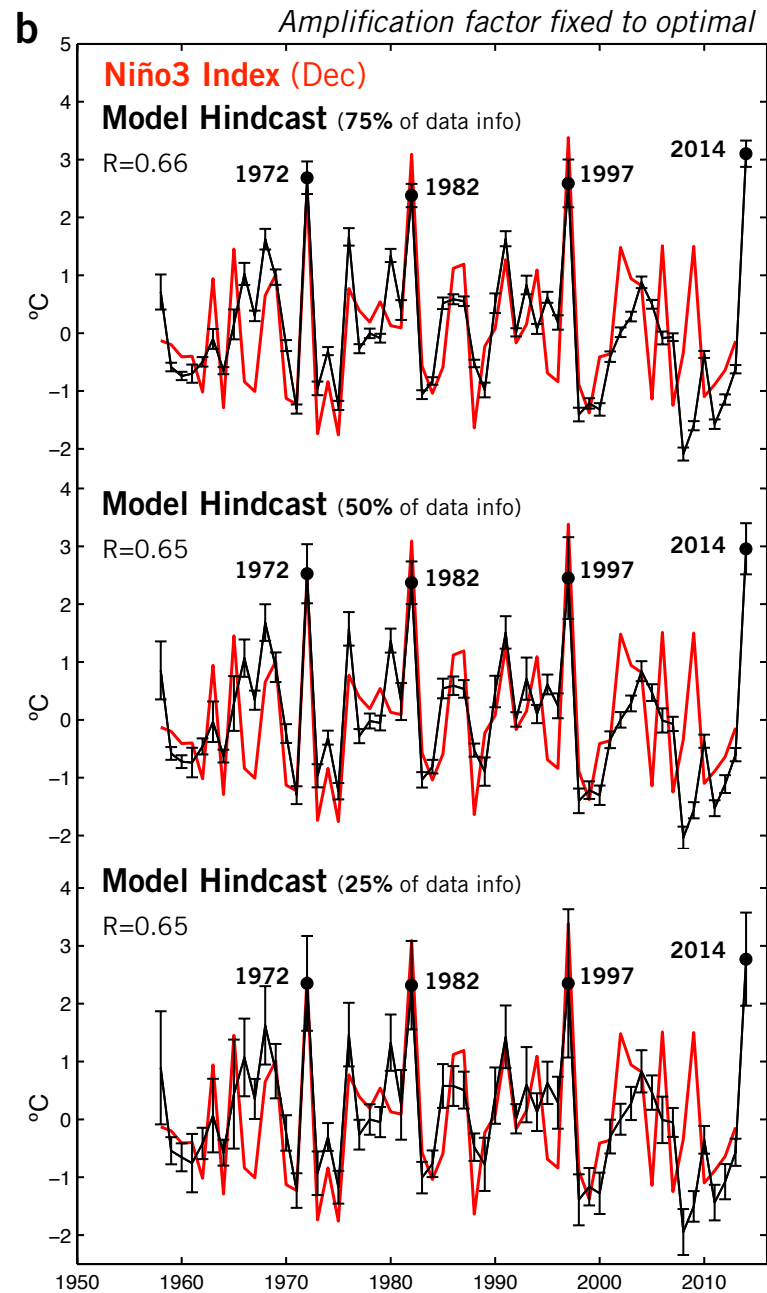 b
Amplification factor fixed to optimal
5
Niño3 Index (Dec)
4
Model Hindcast (75% of data info)
R=0.66
3
1972
1982
1997
2014
2
1
ºC
0
−1
−2
4
Model Hindcast (50% of data info)
R=0.65
3
1972
1982
1997
2014
2
1
ºC
0
−1
−2
4
Model Hindcast (25% of data info)
R=0.65
3
1972
1982
1997
2014
2
1
ºC
0
−1
−2
1950 1960 1970 1980 1990 2000 2010